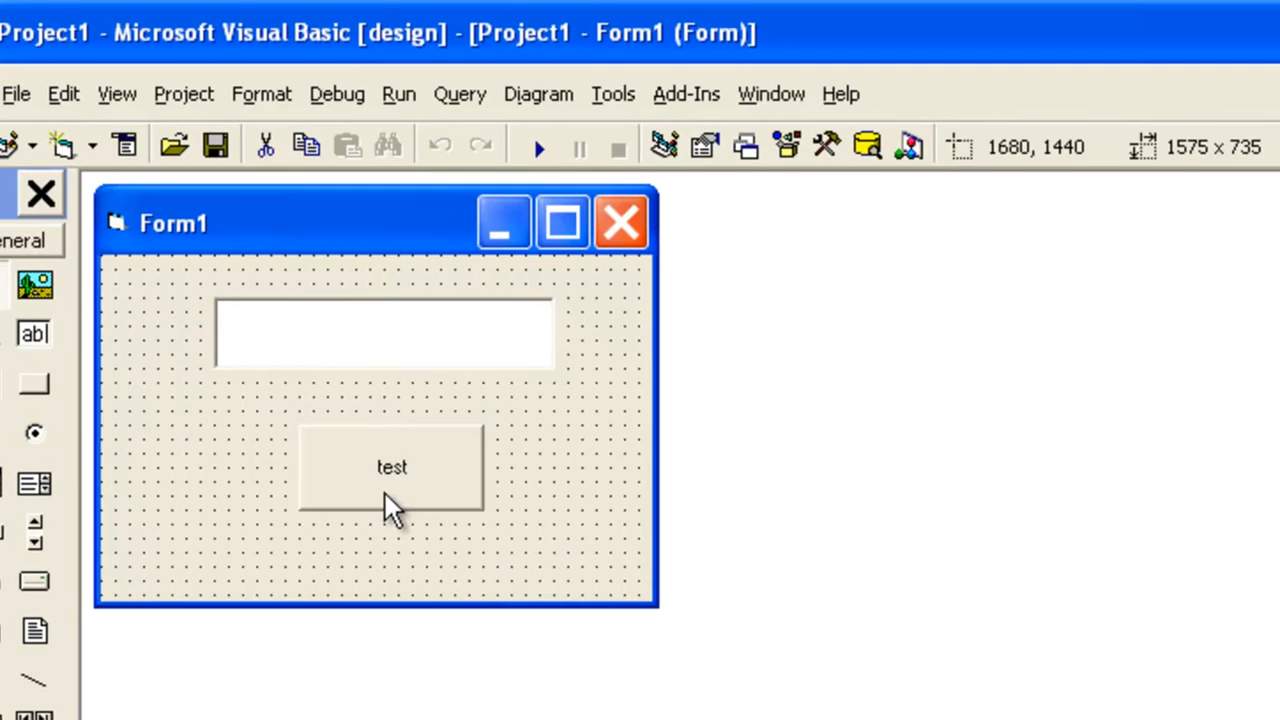 Project1 - Microsoft Visual Basic [design] - [Project1 - Form1 (Form)]
File Edit View Project Format Debug Run Query Diagram Tools Add-Ins Window Help
1680, 1440 1575 x 735
Form1
eneral
ab
test